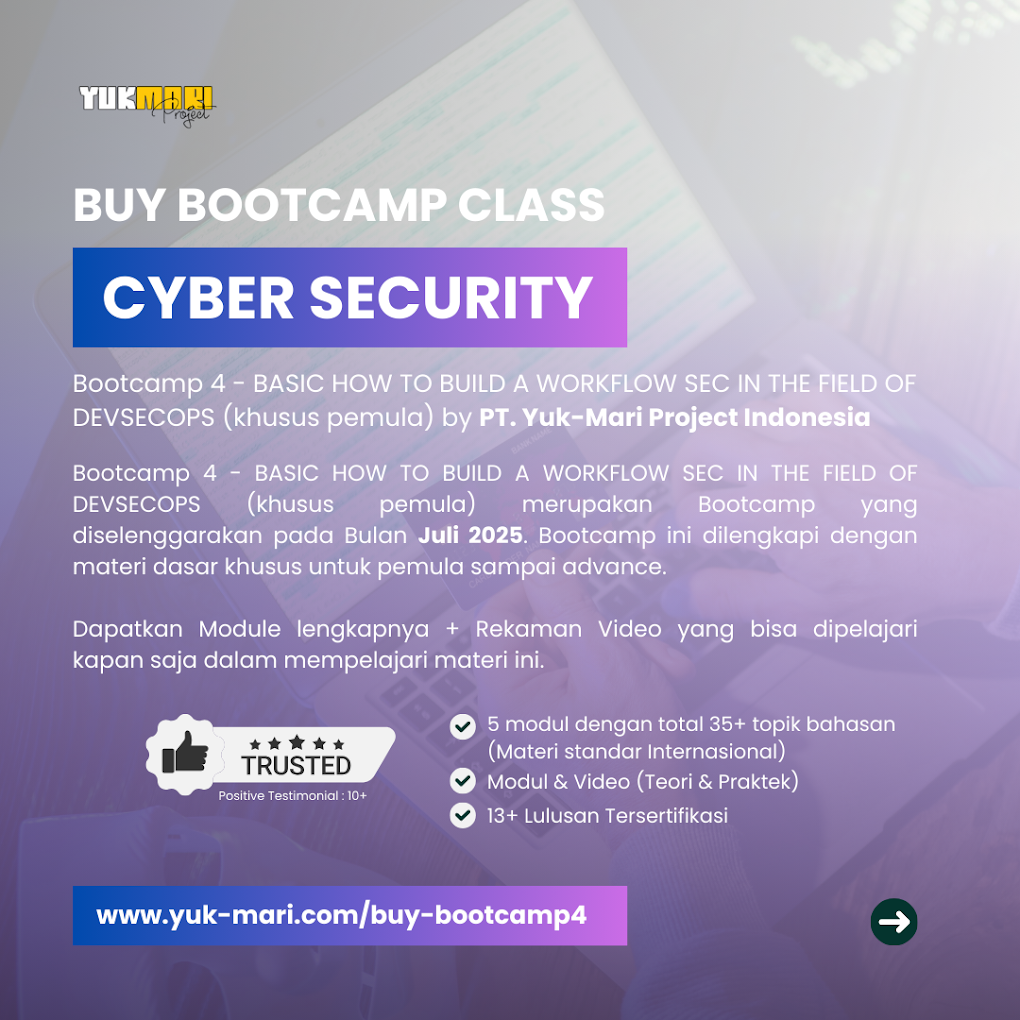 YUKMARI
Project
BUY BOOTCAMP CLASS
CYBER SECURITY
Bootcamp 4 - BASIC HOW TO BUILD A WORKFLOW SEC IN THE FIELD OF
DEVSECOPS (khusus pemula) by PT. Yuk-Mari Project Indonesia
Bootcamp 4 - BASIC HOW TO BUILD A WORKFLOW SEC IN THE FIELD OF
DEVSECOPS (khusus pemula) merupakan Bootcamp yang
diselenggarakan pada Bulan Juli 2025. Bootcamp ini dilengkapi dengan
materi dasar khusus untuk pemula sampai advance.
Dapatkan Module lengkapnya + Rekaman Video yang bisa dipelajari
kapan saja dalam mempelajari materi ini.
TRUSTED
Positive Testimonial : 10+
5 modul dengan total 35+ topik bahasan
(Materi standar Internasional)
Modul & Video (Teori & Praktek)
13+ Lulusan Tersertifikasi
www.yuk-mari.com/buy-bootcamp4